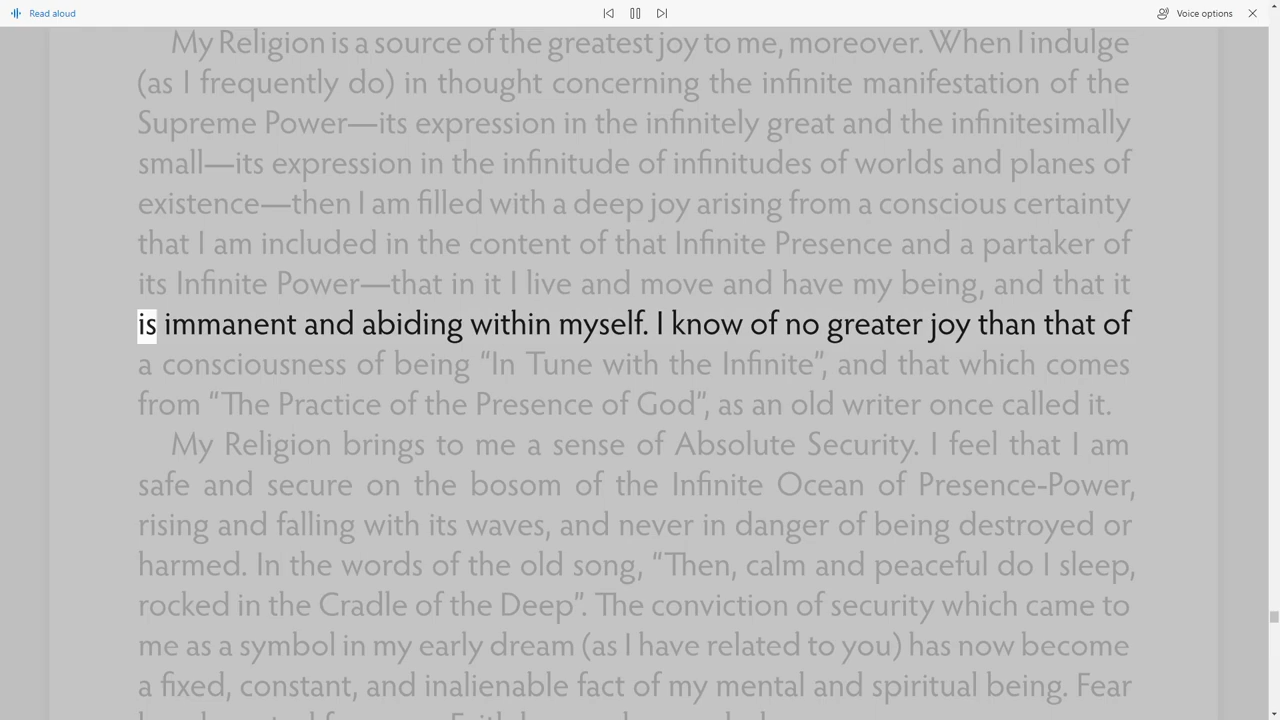 Read aloud
Voice options
My Religion is a source of the greatest joy to me, moreover. When I indulge
(as I frequently do) in thought concerning the infinite manifestation of the
Supreme Power—its expression in the infinitely great and the infinitesimally
small—its expression in the infinitude of infinitudes of worlds and planes of
existence—then I am filled with a deep joy arising from a conscious certainty
that I am included in the content of that Infinite Presence and a partaker of
its Infinite Power—that in it I live and move and have my being, and that it
is immanent and abiding within myself. I know of no greater joy than that of
a consciousness of being “In Tune with the Infinite”, and that which comes
from “The Practice of the Presence of God”, as an old writer once called it.
My Religion brings to me a sense of Absolute Security. I feel that I am
safe and secure on the bosom of the Infinite Ocean of Presence-Power,
rising and falling with its waves, and never in danger of being destroyed or
harmed. In the words of the old song, “Then, calm and peaceful do I sleep,
rocked in the Cradle of the Deep”. The conviction of security which came to
me as a symbol in my early dream (as I have related to you) has now become
a fixed, constant, and inalienable fact of my mental and spiritual being. Fear